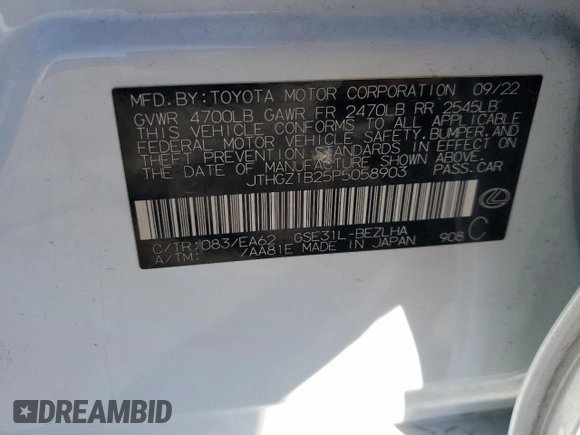 MFD. BY: TOYOTA MOTOR CORPORATION 09/22
GVWR 4700LB GAWR FR 2470LB RR 2545LB
THIS VEHICLE CONFORMS TO ALL APPLICABLE
FEDERAL MOTOR VEHICLE SAFETY, BUMPER, AND
THEFT PREVENTION STANDARDS IN EFFECT ON
THE DATE OF MANUFACTURE SHOWN ABOVE.
JTHGZ1B25P5058903 PASS. CAR
C/TR: 083/EA62 GSE31L-BEZLHA
A/TM: /AA81E MADE IN JAPAN 908 C
DREAMBID